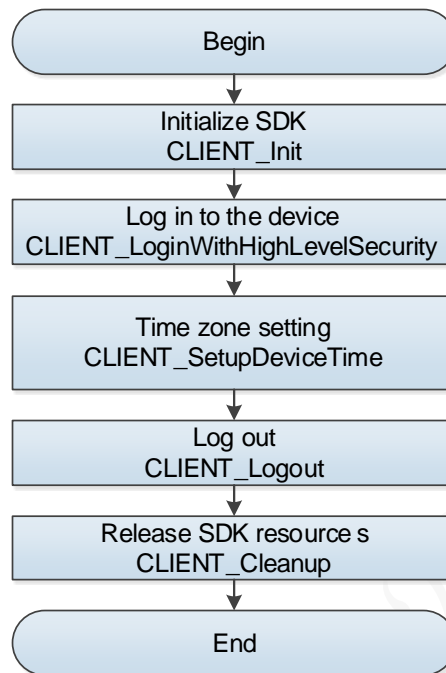 Begin
Initialize SDK
CLIENT_Init
Log in to the device
CLIENT_LoginWithHighLevelSecurity
Time zone setting
CLIENT_SetupDeviceTime
Log out
CLIENT_Logout
Release SDK resources
CLIENT_Cleanup
End